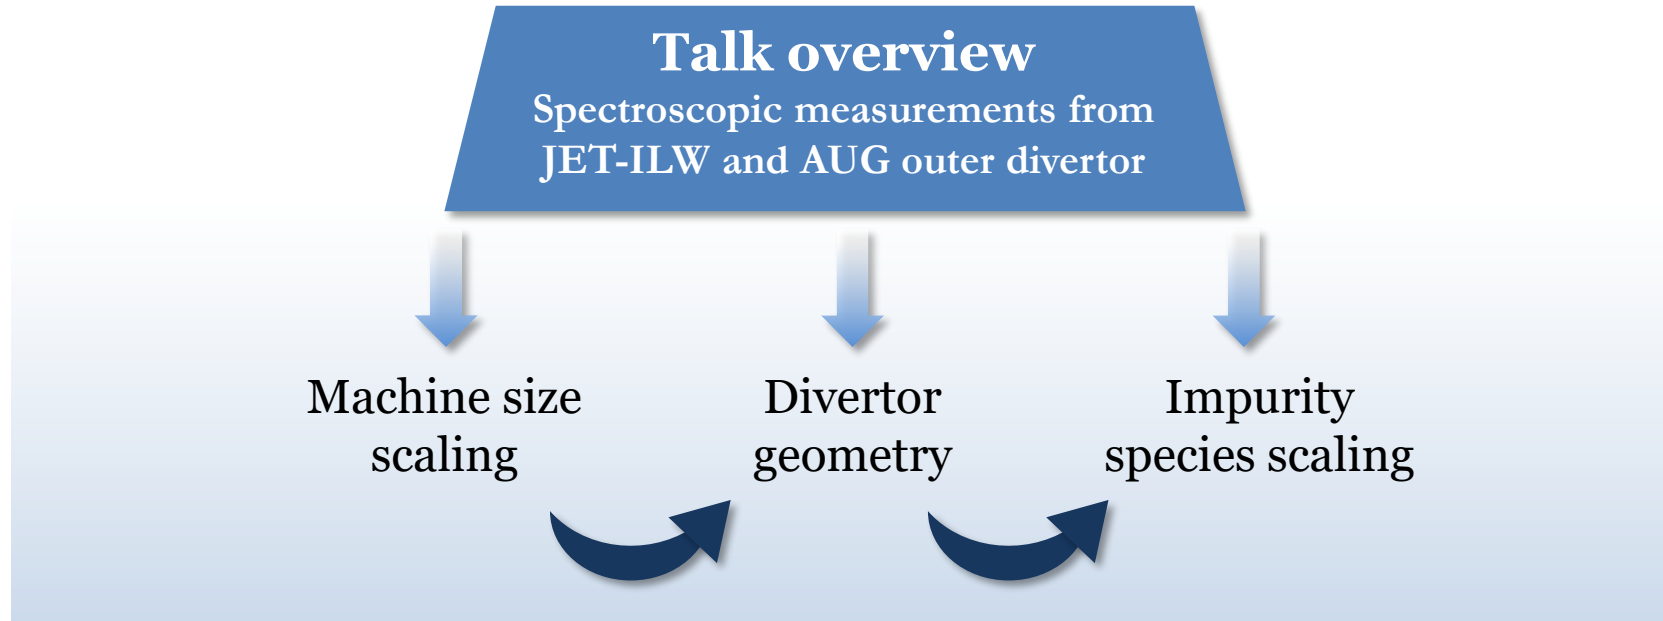 Talk overview
Spectroscopic measurements from
JET-ILW and AUG outer divertor
Machine size
scaling
Divertor
geometry
Impurity
species scaling